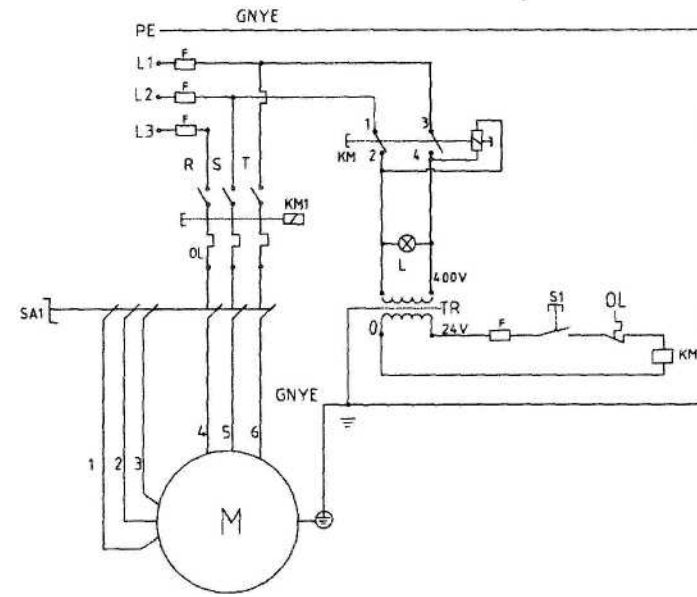 GNYE
PE
L1 F
L2 F
L3 F
1 3
KM 2 4
R S T
KM1
OL
L
400V
SA1
TR
S1 OL
0 24V F
KM
GNYE
4 5 6
1 2 3
M